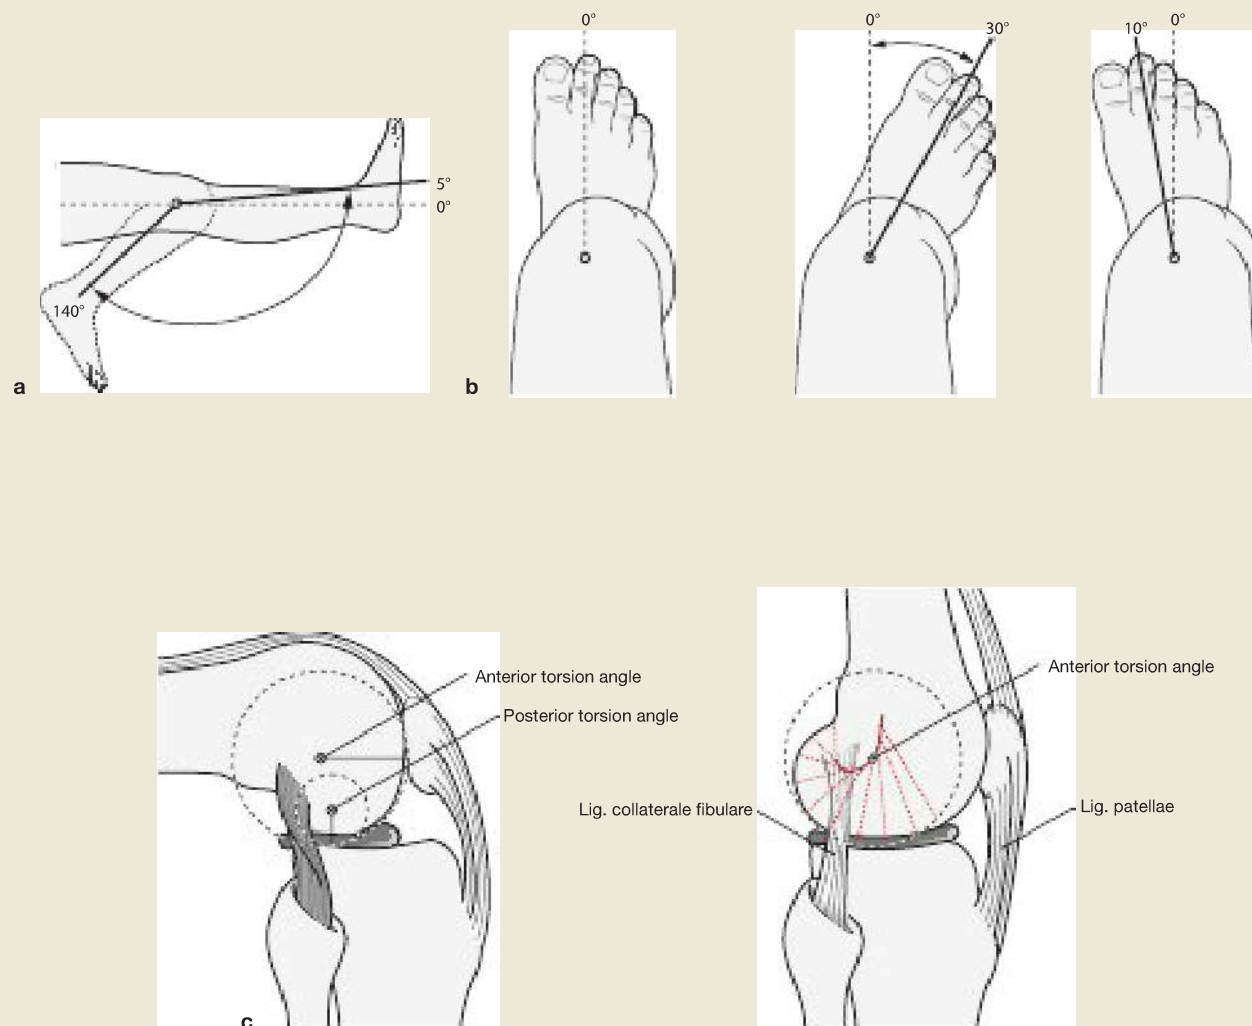 0°
0°
30°
10°
0°
5°
0°
140°
a
b
Anterior torsion angle
Posterior torsion angle
Anterior torsion angle
Lig. collaterale fibulare
Lig. patellae
c